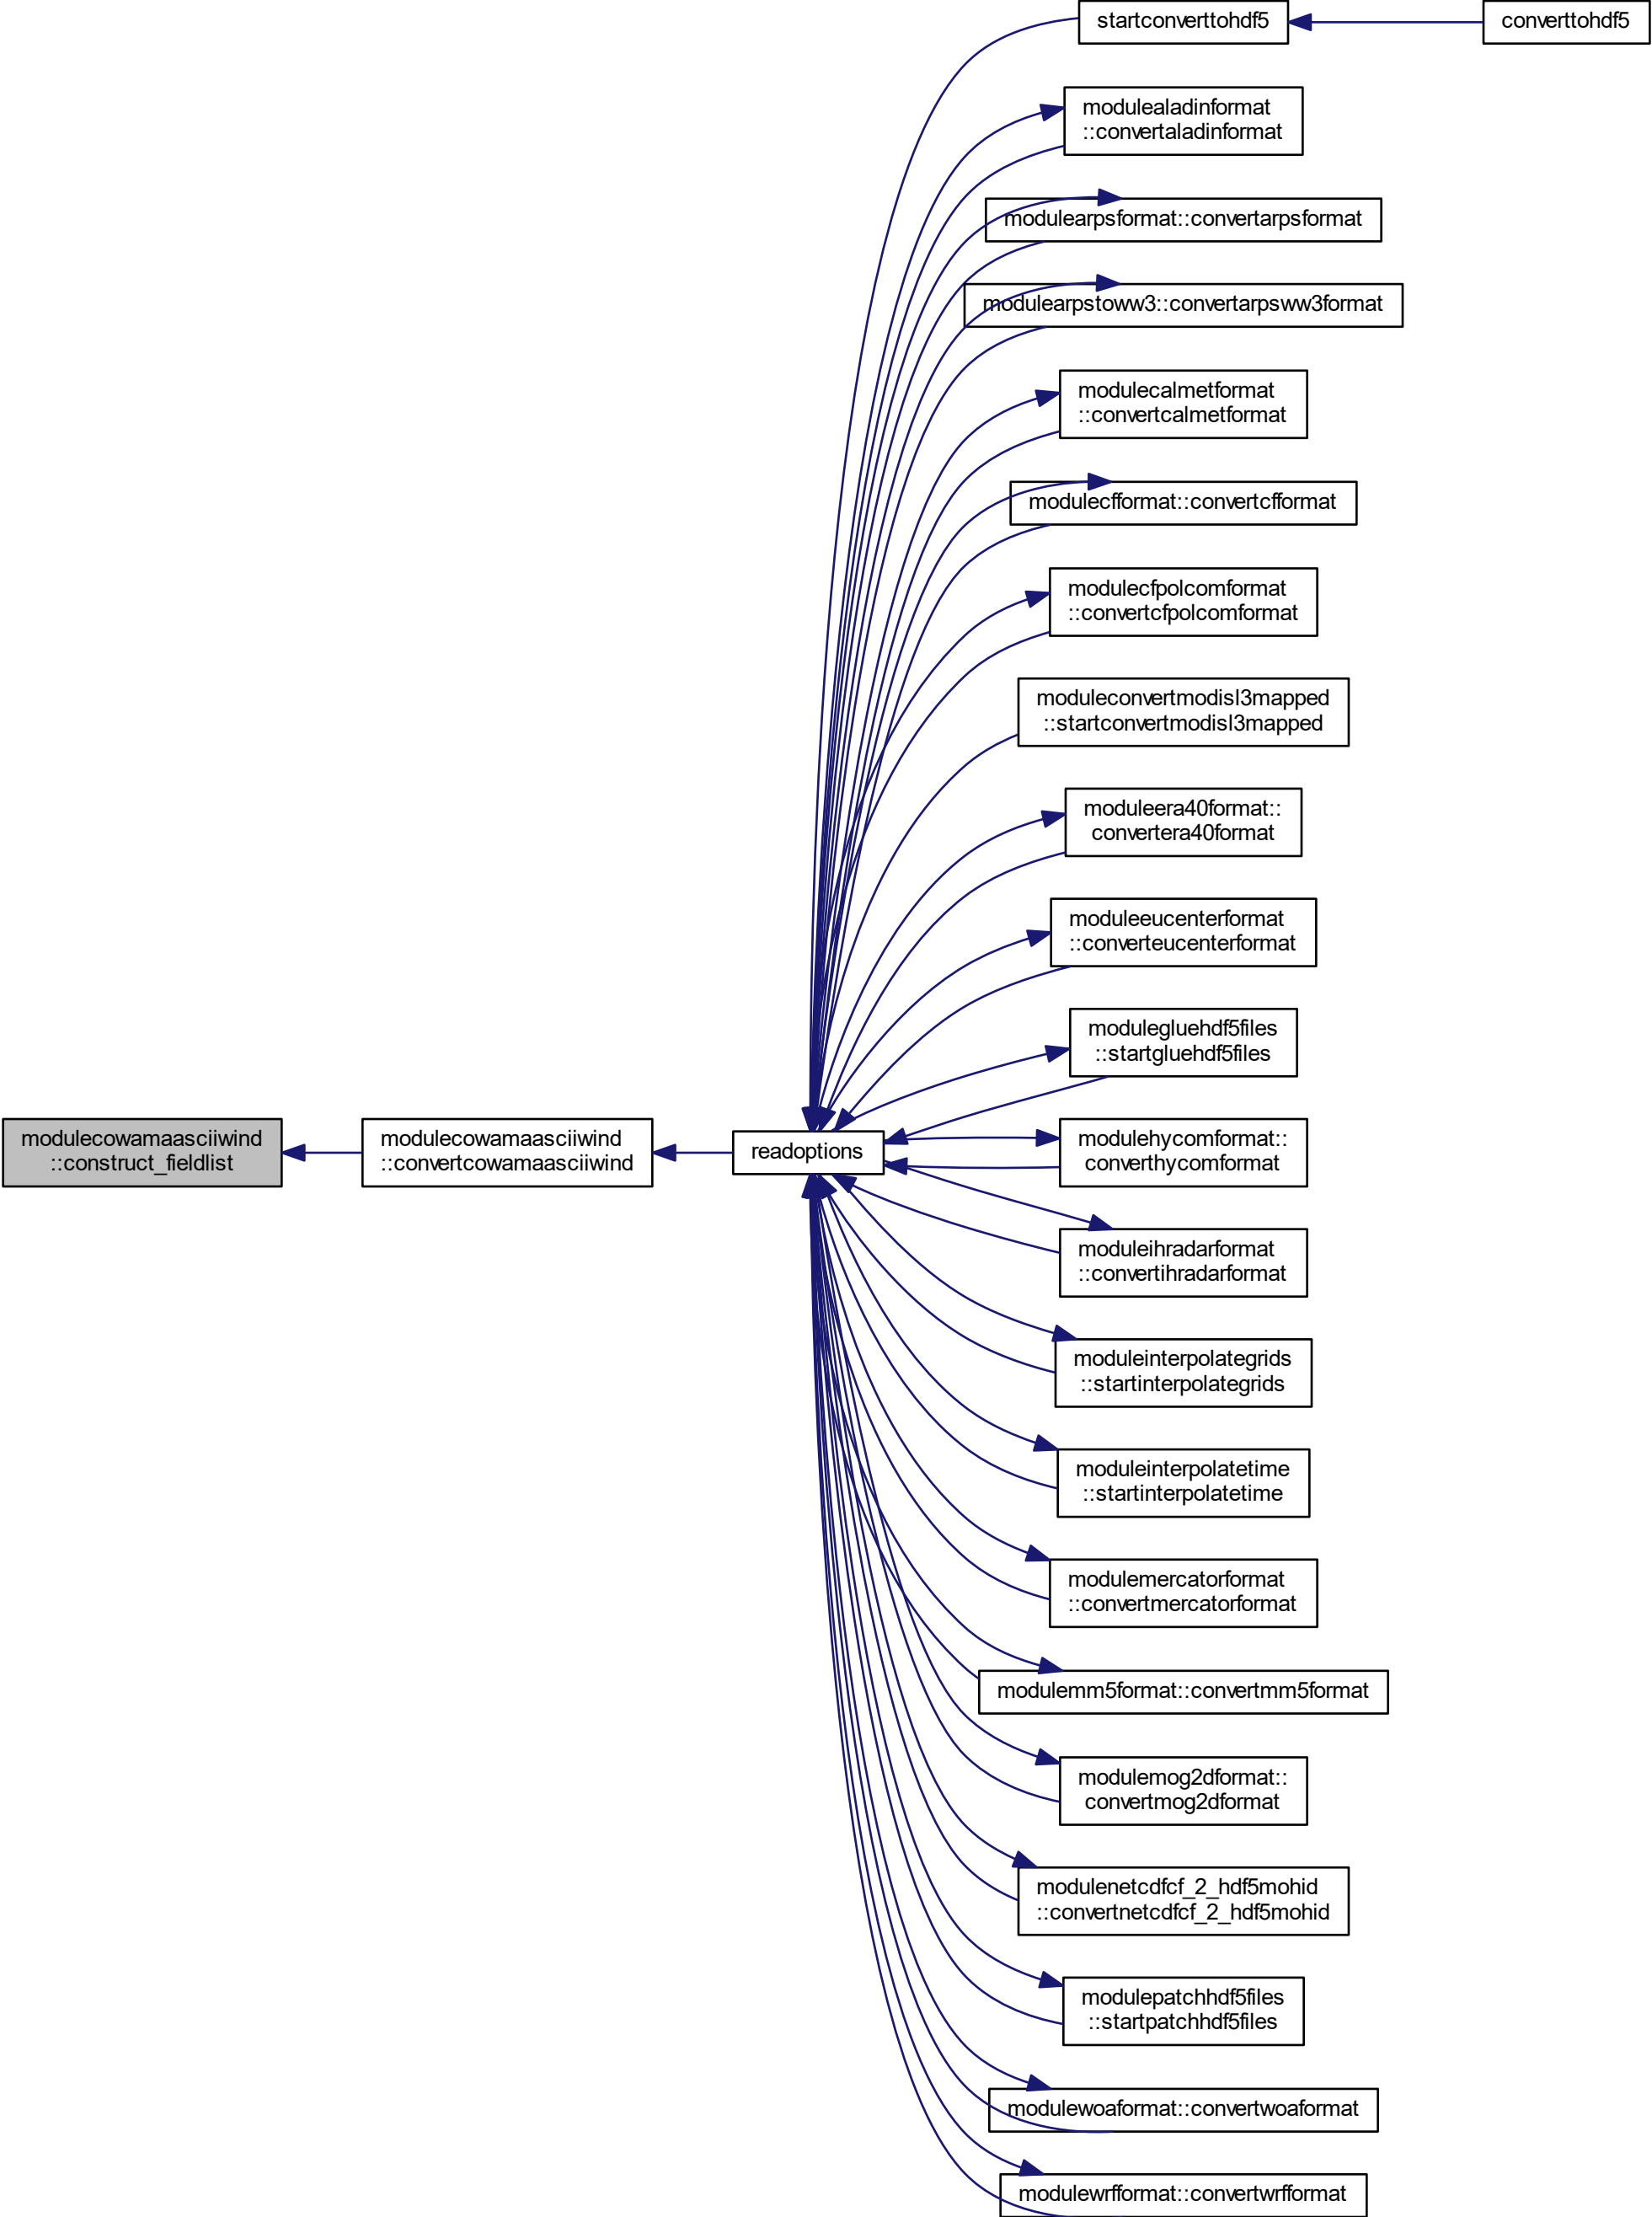 startconverttohdf5
converttohdf5
modulealadinformat
::convertaladinformat
modulearpsformat::convertarpsformat
modulearpstoww3::convertarpsww3format
modulecalmetformat
::convertcalmetformat
modulecfformat::convertcfformat
modulecfpolcomformat
::convertcfpolcomformat
moduleconvertmodisl3mapped
::startconvertmodisl3mapped
moduleera40format::
convertera40format
moduleeucenterformat
::converteucenterformat
modulegluehdf5files
::startgluehdf5files
modulecowamaasciiwind
::construct_fieldlist
modulecowamaasciiwind
::convertcowamaasciiwind
readoptions
modulehycomformat::
converthycomformat
moduleihradarformat
::convertihradarformat
moduleinterpolategrids
::startinterpolategrids
moduleinterpolatetime
::startinterpolatetime
modulemercatorformat
::convertmercatorformat
modulemm5format::convertmm5format
modulemog2dformat::
convertmog2dformat
modulenetcdfcf_2_hdf5mohid
::convertnetcdfcf_2_hdf5mohid
modulepatchhdf5files
::startpatchhdf5files
modulewoaformat::convertwoaformat
modulewrfformat::convertwrfformat